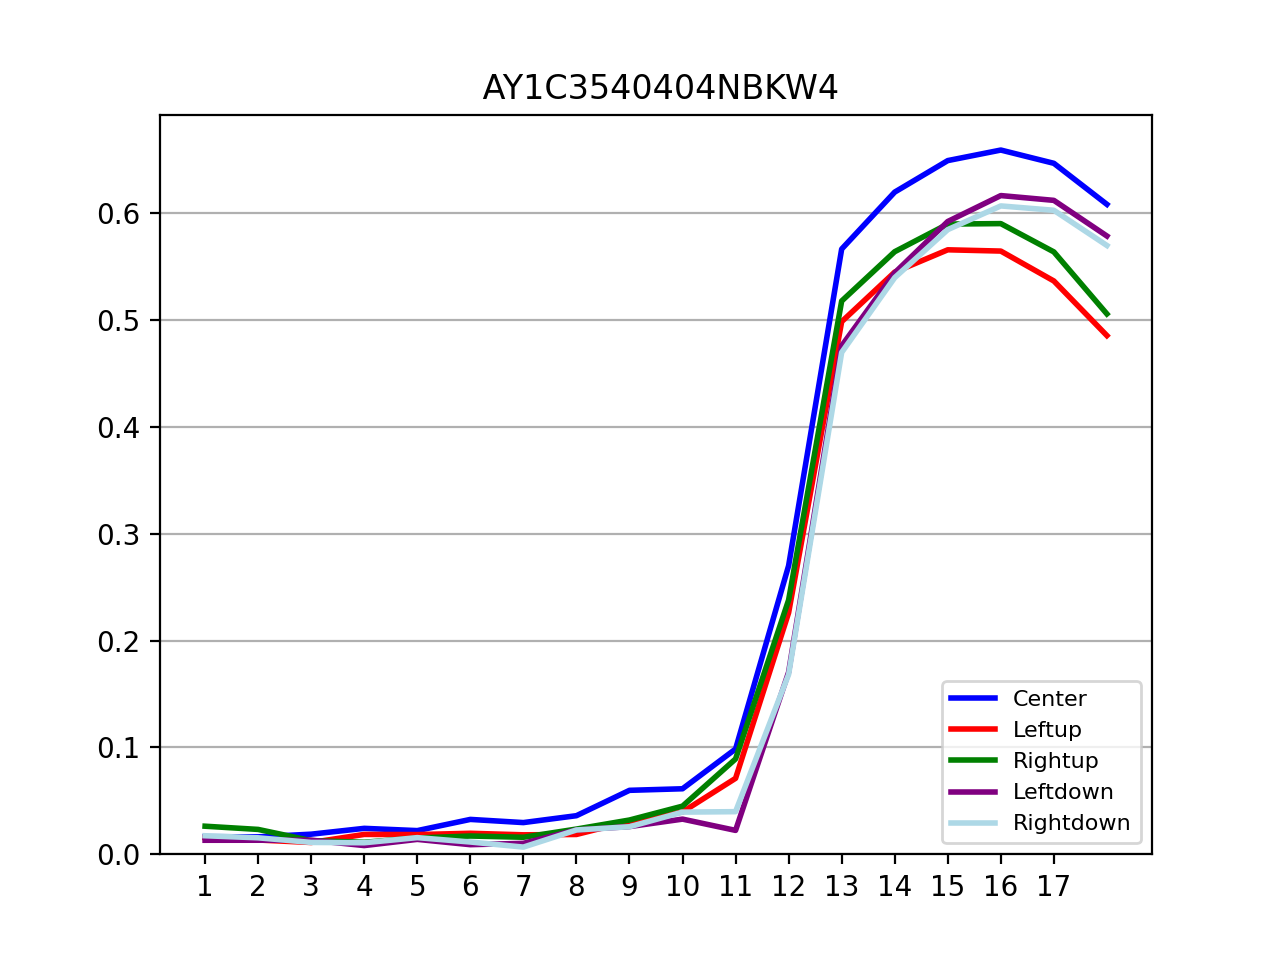 AY1C3540404NBKW4
0.6
0.5
0.4
0.3
0.2
0.1
0.0
Center
Leftup
Rightup
Leftdown
Rightdown
1 2 3 4 5 6 7 8 9 10 11 12 13 14 15 16 17